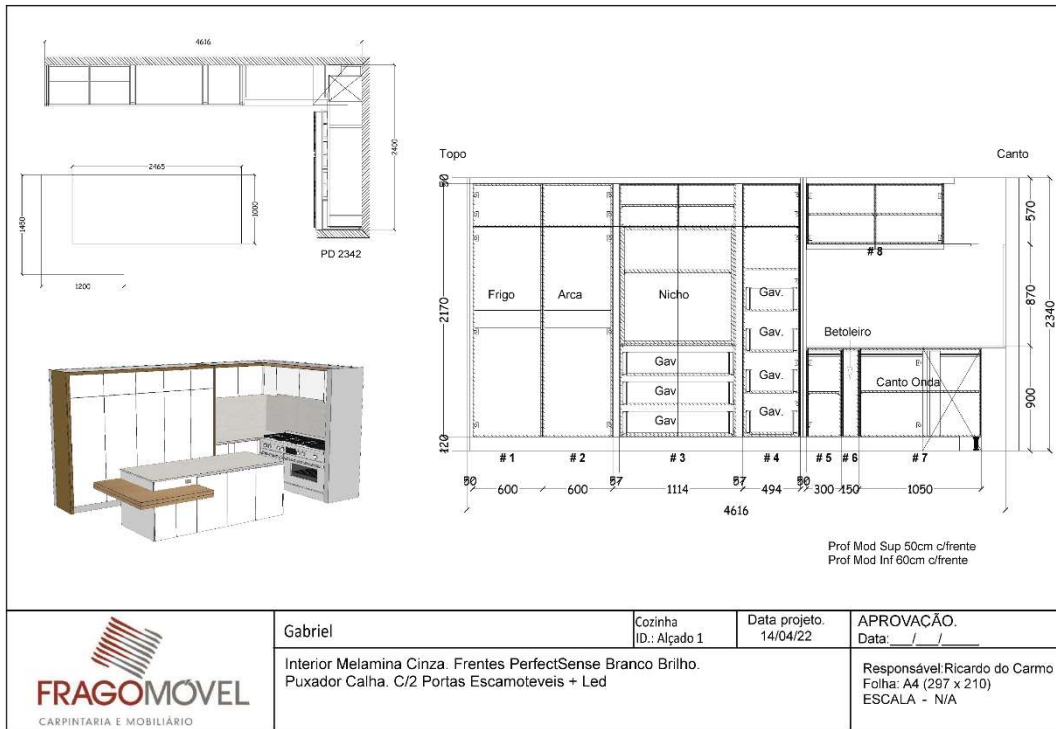 4616
2400
2465
1000
1450
1200
PD 2342
Topo
Canto
50
2170
120
570
870
900
2340
# 8
Frigo
Arca
Nicho
Gav.
Gav.
Gav.
Gav.
Gav
Gav
Gav
Betoleiro
Canto Onda
# 1
# 2
# 3
# 4
# 5
# 6
# 7
50
600
600
57
1114
57
494
50
300
150
1050
4616
Prof Mod Sup 50cm c/frente
Prof Mod Inf 60cm c/frente
FRAGOMÓVEL
CARPINTARIA E MOBILIÁRIO
Gabriel
Cozinha
ID.: Alçado 1
Data projeto.
14/04/22
APROVAÇÃO.
Data:___/___/_____
Interior Melamina Cinza. Frentes PerfectSense Branco Brilho.
Puxador Calha. C/2 Portas Escamoteveis + Led
Responsável:Ricardo do Carmo
Folha: A4 (297 x 210)
ESCALA - N/A